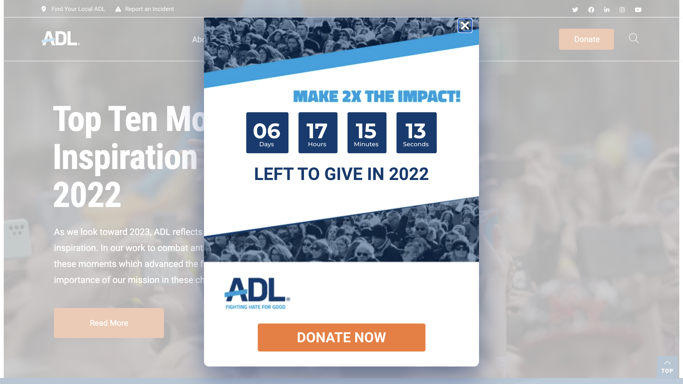 Find Your Local ADL
Report an Incident
ADL
Donate
Top Ten Mo
Inspiration
2022
As we look toward 2023, ADL reflects
inspiration. In our work to combat ant
these moments which advanced the f
importance of our mission in these ch
Read More
MAKE 2X THE IMPACT!
06 17 15 13
Days Hours Minutes Seconds
LEFT TO GIVE IN 2022
ADL
FIGHTING HATE FOR GOOD
DONATE NOW
TOP